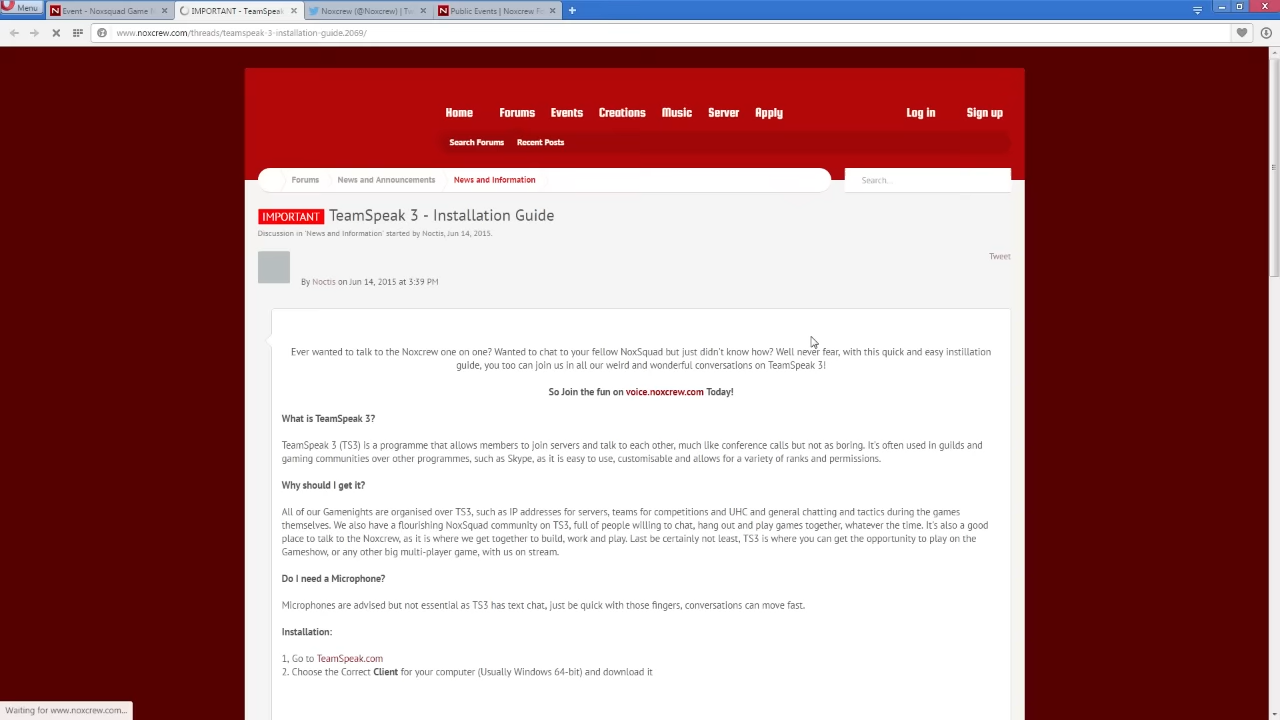 Menu
Event - Noxsquad Game N
IMPORTANT - TeamSpeak
Noxcrew (@Noxcrew) | Tw
Public Events | Noxcrew Fo
www.noxcrew.com/threads/teamspeak-3-installation-guide.2069/
Home Forums Events Creations Music Server Apply Log in Sign up
Search Forums Recent Posts
Forums News and Announcements News and Information Search...
IMPORTANT TeamSpeak 3 - Installation Guide
Discussion in 'News and Information' started by Noctis, Jun 14, 2015.
Tweet
By Noctis on Jun 14, 2015 at 3:39 PM
Ever wanted to talk to the Noxcrew one on one? Wanted to chat to your fellow NoxSquad but just didn't know how? Well never fear, with this quick and easy instillation
guide, you too can join us in all our weird and wonderful conversations on TeamSpeak 3!
So Join the fun on voice.noxcrew.com Today!
What is TeamSpeak 3?
TeamSpeak 3 (TS3) is a programme that allows members to join servers and talk to each other, much like conference calls but not as boring. It's often used in guilds and
gaming communities over other programmes, such as Skype, as it is easy to use, customisable and allows for a variety of ranks and permissions.
Why should I get it?
All of our Gamenights are organised over TS3, such as IP addresses for servers, teams for competitions and UHC and general chatting and tactics during the games
themselves. We also have a flourishing NoxSquad community on TS3, full of people willing to chat, hang out and play games together, whatever the time. It's also a good
place to talk to the Noxcrew, as it is where we get together to build, work and play. Last be certainly not least, TS3 is where you can get the opportunity to play on the
Gameshow, or any other big multi-player game, with us on stream.
Do I need a Microphone?
Microphones are advised but not essential as TS3 has text chat, just be quick with those fingers, conversations can move fast.
Installation:
1, Go to TeamSpeak.com
2. Choose the Correct Client for your computer (Usually Windows 64-bit) and download it
Waiting for www.noxcrew.com...